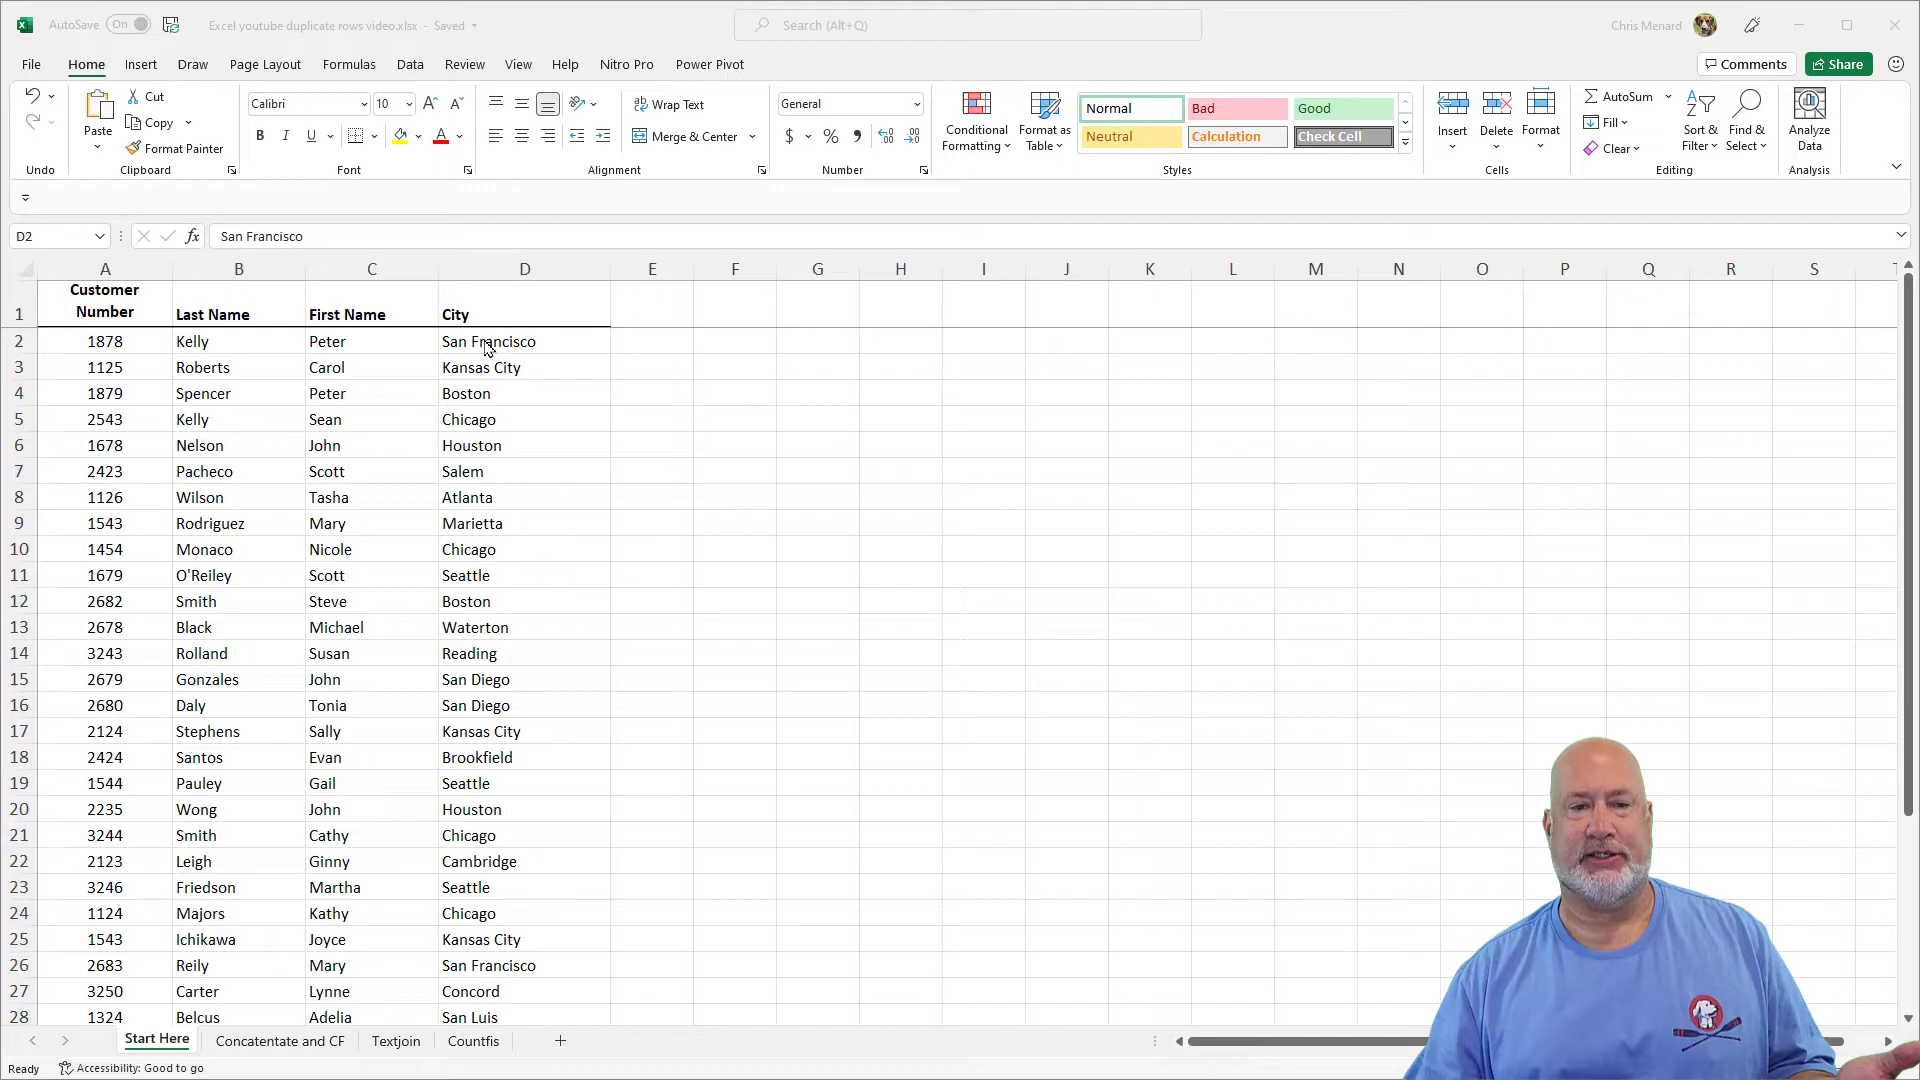 AutoSave On Excel youtube duplicate rows video.xlsx - Saved Search (Alt+Q) Chris Menard
File Home Insert Draw Page Layout Formulas Data Review View Help Nitro Pro Power Pivot Comments Share
Paste Cut Copy Format Painter
Calibri 10 B I U
Wrap Text Merge & Center
General $ %
Conditional Formatting Format as Table
Normal Bad Good
Neutral Calculation Check Cell
Insert Delete Format
AutoSum Fill Clear Sort & Filter Find & Select Analyze Data
Undo Clipboard Font Alignment Number Styles Cells Editing Analysis
D2 fx San Francisco
A B C D E F G H I J K L M N O P Q R S T
1 Customer Number Last Name First Name City
2 1878 Kelly Peter San Francisco
3 1125 Roberts Carol Kansas City
4 1879 Spencer Peter Boston
5 2543 Kelly Sean Chicago
6 1678 Nelson John Houston
7 2423 Pacheco Scott Salem
8 1126 Wilson Tasha Atlanta
9 1543 Rodriguez Mary Marietta
10 1454 Monaco Nicole Chicago
11 1679 O'Reiley Scott Seattle
12 2682 Smith Steve Boston
13 2678 Black Michael Waterton
14 3243 Rolland Susan Reading
15 2679 Gonzales John San Diego
16 2680 Daly Tonia San Diego
17 2124 Stephens Sally Kansas City
18 2424 Santos Evan Brookfield
19 1544 Pauley Gail Seattle
20 2235 Wong John Houston
21 3244 Smith Cathy Chicago
22 2123 Leigh Ginny Cambridge
23 3246 Friedson Martha Seattle
24 1124 Majors Kathy Chicago
25 1543 Ichikawa Joyce Kansas City
26 2683 Reily Mary San Francisco
27 3250 Carter Lynne Concord
28 1324 Belcus Adelia San Luis
Start Here Concatentate and CF Textjoin Countfis
Ready Accessibility: Good to go